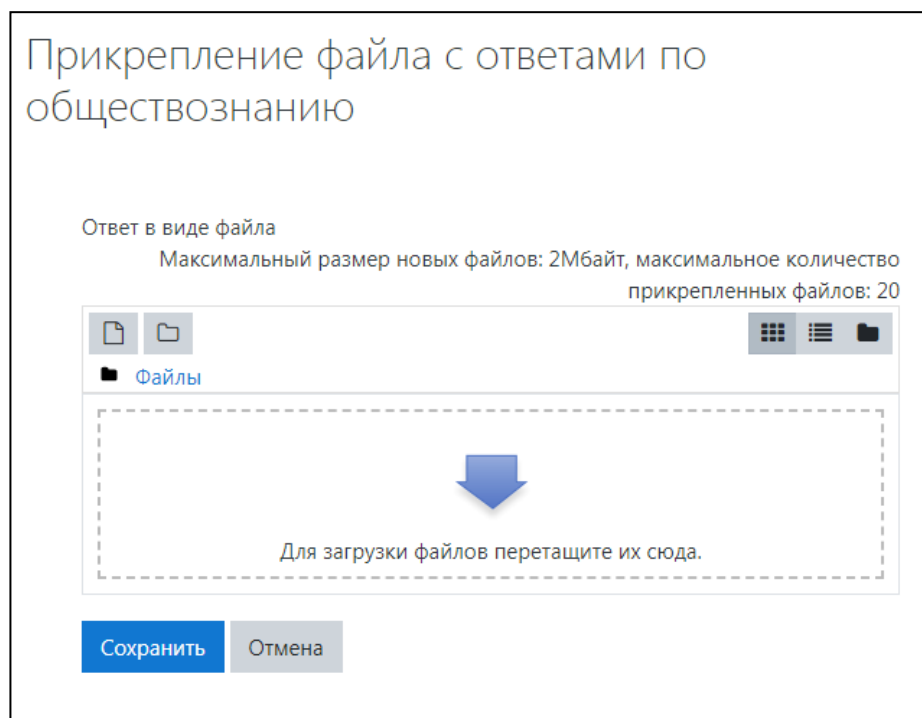 Прикрепление файла с ответами по
обществознанию
Ответ в виде файла
Максимальный размер новых файлов: 2Мбайт, максимальное количество
прикрепленных файлов: 20
Файлы
Для загрузки файлов перетащите их сюда.
Сохранить Отмена